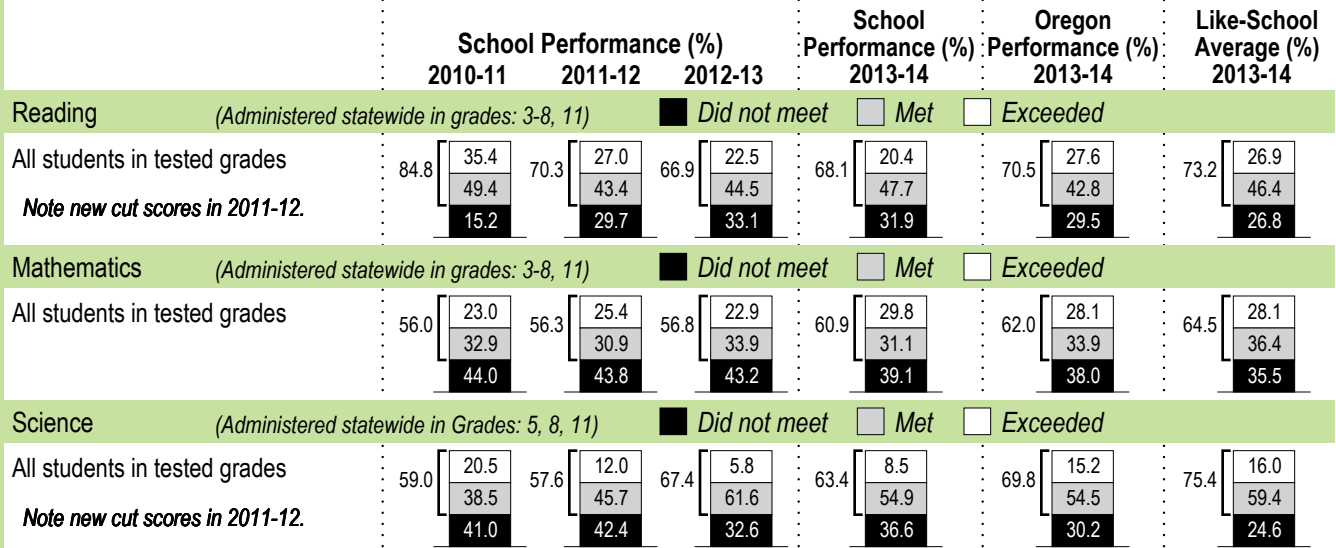 School Performance (%) School Performance (%) Oregon Performance (%) Like-School Average (%)
2010-11 2011-12 2012-13 2013-14 2013-14 2013-14
Reading (Administered statewide in grades: 3-8, 11) Did not meet Met Exceeded
All students in tested grades
Note new cut scores in 2011-12.
84.8 35.4 70.3 27.0 66.9 22.5 68.1 20.4 70.5 27.6 73.2 26.9
49.4 43.4 44.5 47.7 42.8 46.4
15.2 29.7 33.1 31.9 29.5 26.8
Mathematics (Administered statewide in grades: 3-8, 11) Did not meet Met Exceeded
All students in tested grades
56.0 23.0 56.3 25.4 56.8 22.9 60.9 29.8 62.0 28.1 64.5 28.1
32.9 30.9 33.9 31.1 33.9 36.4
44.0 43.8 43.2 39.1 38.0 35.5
Science (Administered statewide in Grades: 5, 8, 11) Did not meet Met Exceeded
All students in tested grades
Note new cut scores in 2011-12.
59.0 20.5 57.6 12.0 67.4 5.8 63.4 8.5 69.8 15.2 75.4 16.0
38.5 45.7 61.6 54.9 54.5 59.4
41.0 42.4 32.6 36.6 30.2 24.6